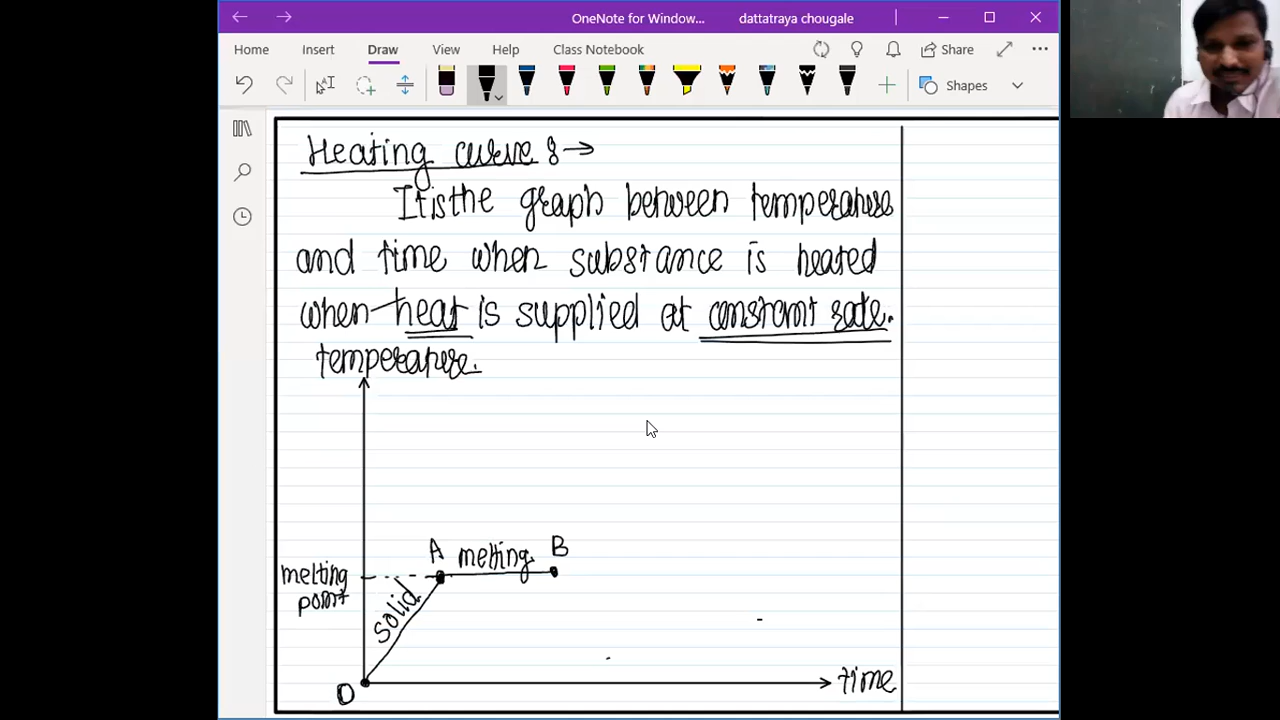 OneNote for Window... dattatraya chougale
Home Insert Draw View Help Class Notebook Share
Shapes
Heating curve :→
It is the graph between temperature
and time when substance is heated
when heat is supplied at constant rate.
temperature.
A melting B
melting
point
solid
O
time